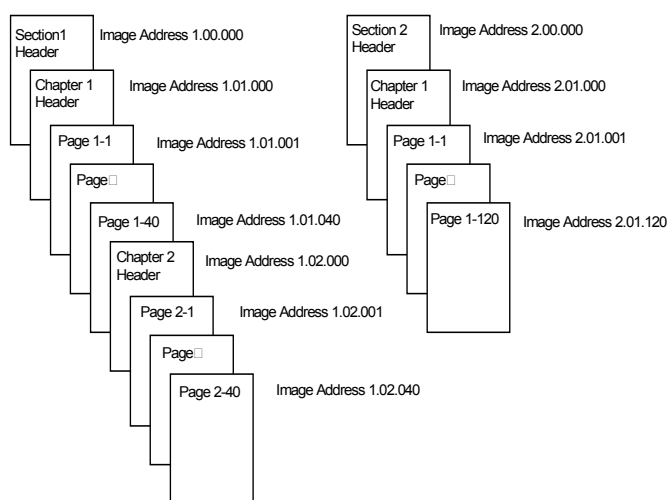 Section1
Header
Image Address 1.00.000
Chapter 1
Header
Image Address 1.01.000
Page 1-1
Image Address 1.01.001
Page□
Page 1-40
Image Address 1.01.040
Chapter 2
Header
Image Address 1.02.000
Page 2-1
Image Address 1.02.001
Page□
Page 2-40
Image Address 1.02.040
Section 2
Header
Image Address 2.00.000
Chapter 1
Header
Image Address 2.01.000
Page 1-1
Image Address 2.01.001
Page□
Page 1-120
Image Address 2.01.120